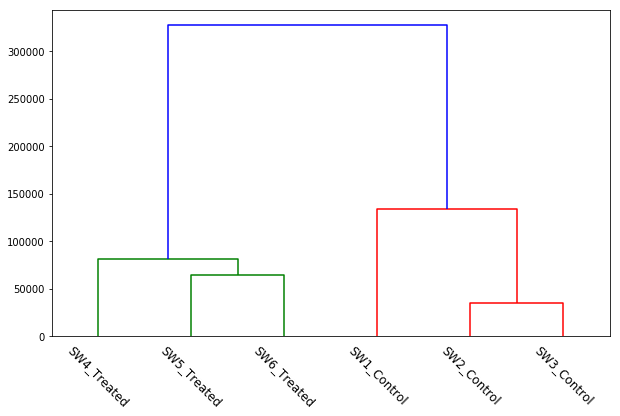 300000
250000
200000
150000
100000
50000
0
SW4_Treated
SW5_Treated
SW6_Treated
SW1_Control
SW2_Control
SW3_Control